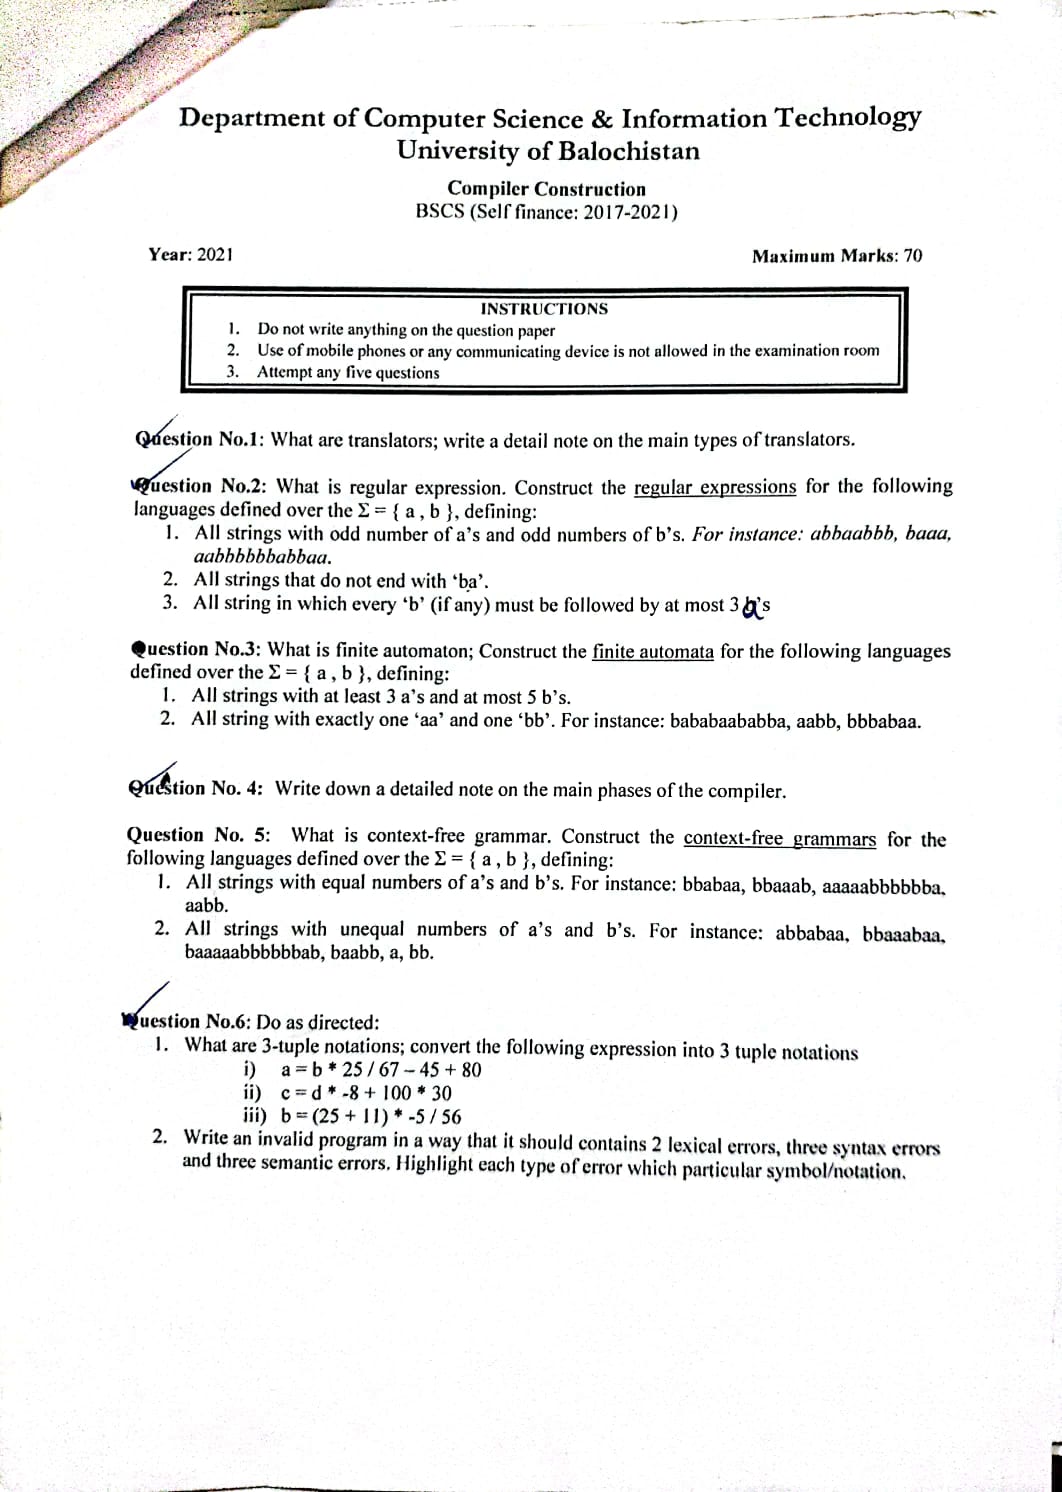 Department of Computer Science & Information Technology
University of Balochistan
Compiler Construction
BSCS (Self finance: 2017-2021)
Year: 2021 Maximum Marks: 70
INSTRUCTIONS
1. Do not write anything on the question paper
2. Use of mobile phones or any communicating device is not allowed in the examination room
3. Attempt any five questions
Question No.1: What are translators; write a detail note on the main types of translators.
Question No.2: What is regular expression. Construct the regular expressions for the following
languages defined over the Σ = { a , b }, defining:
1. All strings with odd number of a's and odd numbers of b's. For instance: abbaabbb, baaa,
aabbbbbbabbaa.
2. All strings that do not end with 'ba'.
3. All string in which every 'b' (if any) must be followed by at most 3 a's
Question No.3: What is finite automaton; Construct the finite automata for the following languages
defined over the Σ = { a , b }, defining:
1. All strings with at least 3 a's and at most 5 b's.
2. All string with exactly one 'aa' and one 'bb'. For instance: bababaababba, aabb, bbbabaa.
Question No. 4: Write down a detailed note on the main phases of the compiler.
Question No. 5: What is context-free grammar. Construct the context-free grammars for the
following languages defined over the Σ = { a , b }, defining:
1. All strings with equal numbers of a's and b's. For instance: bbabaa, bbaaab, aaaaabbbbbba,
aabb.
2. All strings with unequal numbers of a's and b's. For instance: abbabaa, bbaaabaa,
baaaaabbbbbbab, baabb, a, bb.
Question No.6: Do as directed:
1. What are 3-tuple notations; convert the following expression into 3 tuple notations
i) a = b * 25 / 67 – 45 + 80
ii) c = d * -8 + 100 * 30
iii) b = (25 + 11) * -5 / 56
2. Write an invalid program in a way that it should contains 2 lexical errors, three syntax errors
and three semantic errors. Highlight each type of error which particular symbol/notation.